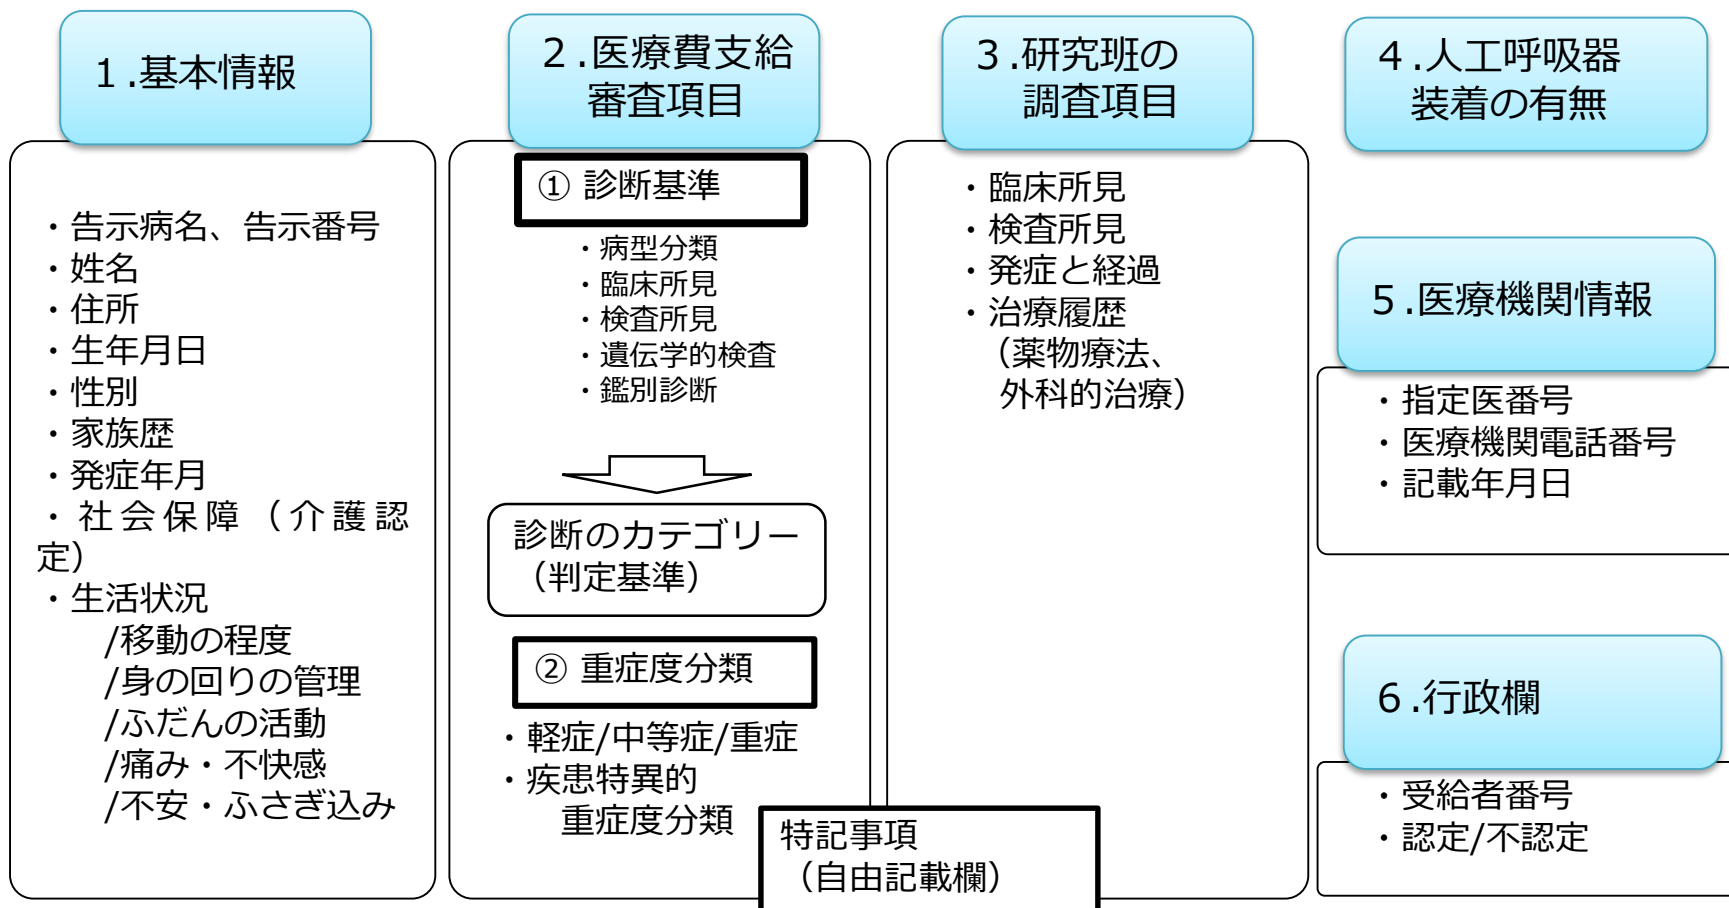 １.基本情報
・告示病名、告示番号
・姓名
・住所
・生年月日
・性別
・家族歴
・発症年月
・社会保障（介護認
定）
・生活状況
/移動の程度
/身の回りの管理
/ふだんの活動
/痛み・不快感
/不安・ふさぎ込み
２.医療費支給
審査項目
① 診断基準
・病型分類
・臨床所見
・検査所見
・遺伝学的検査
・鑑別診断
診断のカテゴリー
（判定基準）
② 重症度分類
・軽症/中等症/重症
・疾患特異的
重症度分類
特記事項
（自由記載欄）
３.研究班の
調査項目
・臨床所見
・検査所見
・発症と経過
・治療履歴
（薬物療法、
外科的治療）
４.人工呼吸器
装着の有無
５.医療機関情報
・指定医番号
・医療機関電話番号
・記載年月日
６.行政欄
・受給者番号
・認定/不認定